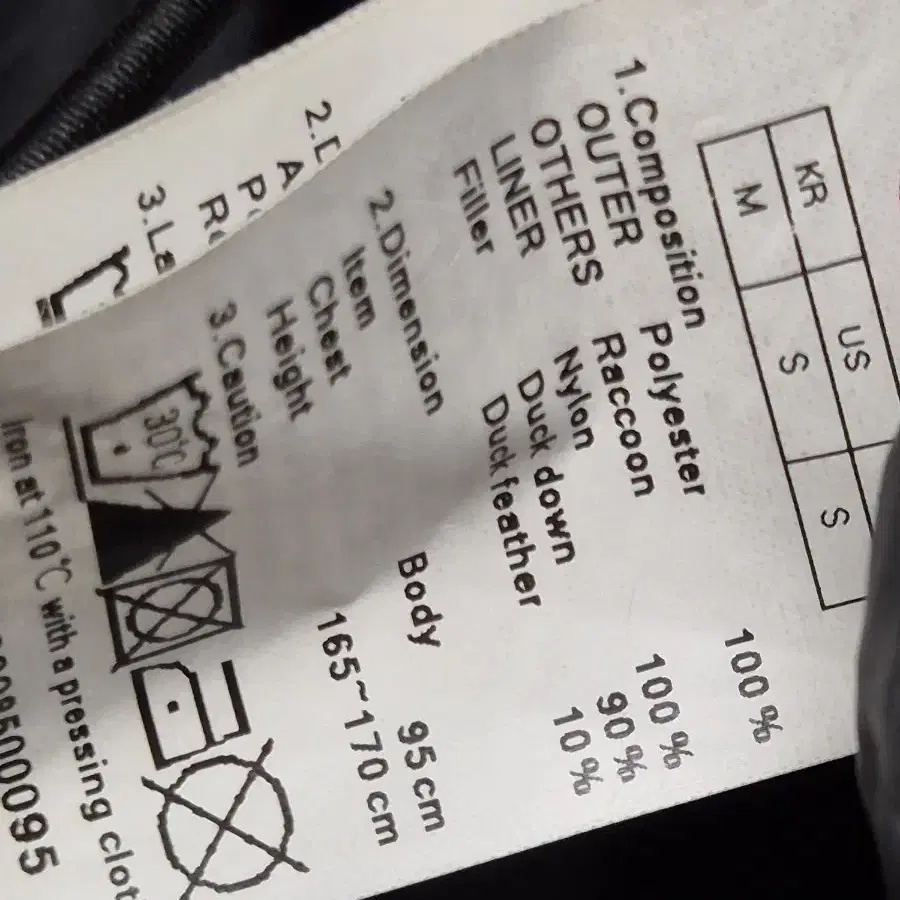 KR US
M S S
1.Composition
OUTER Polyester 100 %
OTHERS Raccoon
LINER Nylon 100 %
Filler Duck down 90 %
Duck feather 10 %
2.Dimension
Item Body
Chest 95 cm
Height 165~170 cm
3.Caution
30℃
Iron at 110℃ with a pressing clot
8500095
2.
A
P
R
3.La